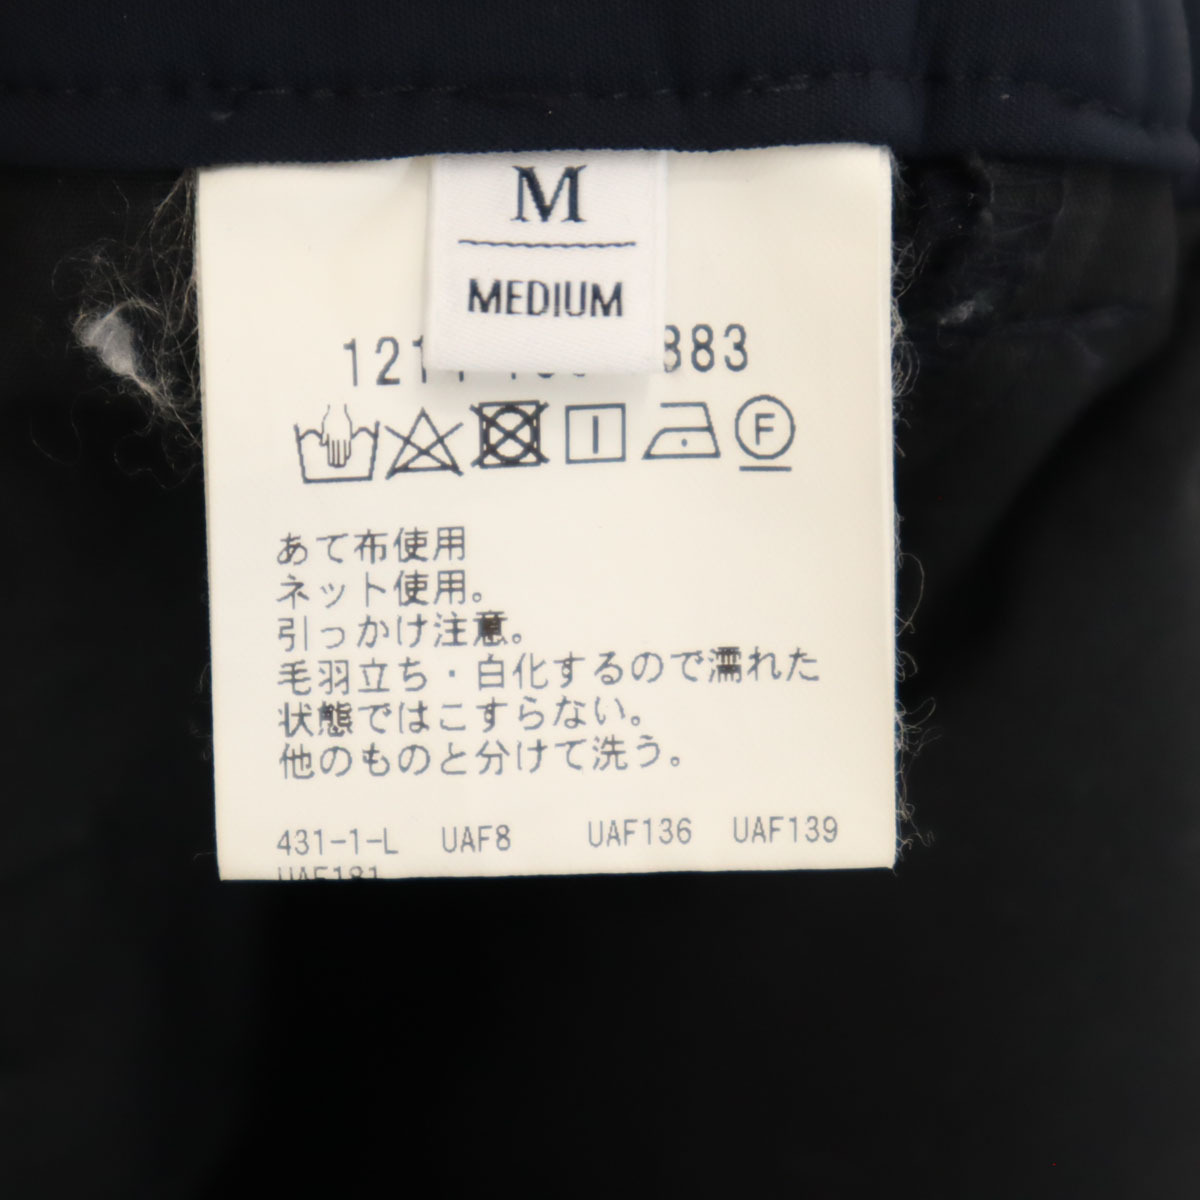 M
MEDIUM
883
F
あて布使用
ネット使用。
引っかけ注意。
毛羽立ち・白化するので濡れた
状態ではこすらない。
他のものと分けて洗う。
431-1-L UAF8 UAF136 UAF139
UAF181